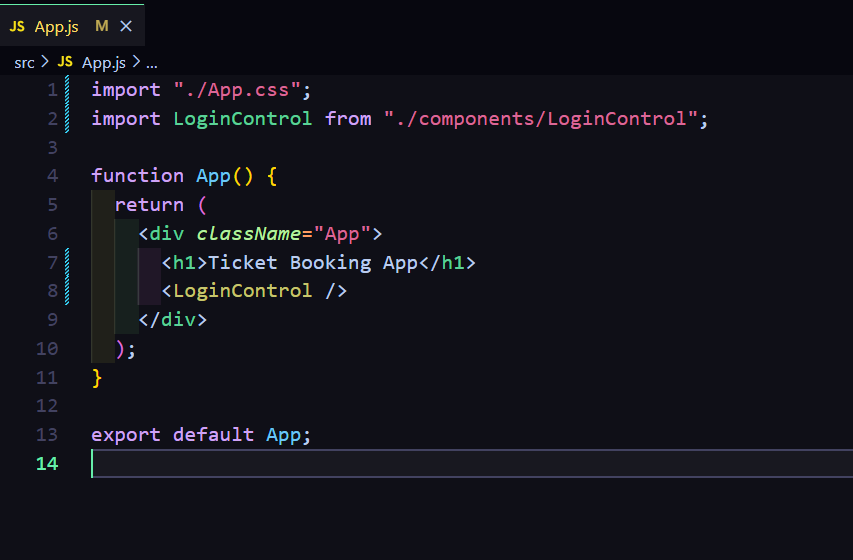 JS App.js M ×
src > JS App.js > ...
1 import "./App.css";
2 import LoginControl from "./components/LoginControl";
3
4 function App() {
5   return (
6     <div className="App">
7       <h1>Ticket Booking App</h1>
8       <LoginControl />
9     </div>
10   );
11 }
12
13 export default App;
14